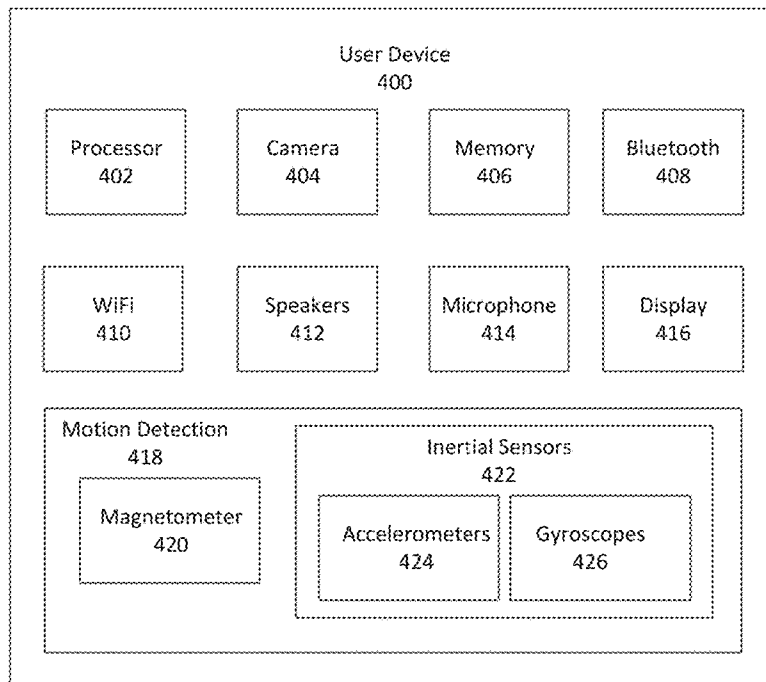 User Device
400
Processor
402
Camera
404
Memory
406
Bluetooth
408
WiFi
410
Speakers
412
Microphone
414
Display
416
Motion Detection
418
Magnetometer
420
Inertial Sensors
422
Accelerometers
424
Gyroscopes
426